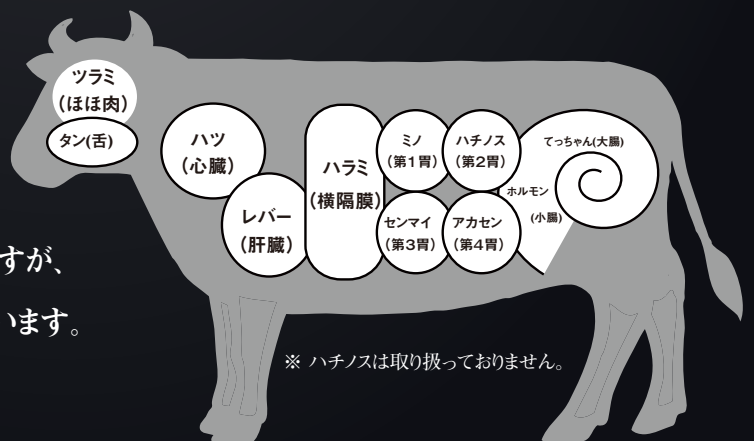 ツラミ
(ほほ肉)
タン(舌)
ハツ
(心臓)
レバー
(肝臓)
ハラミ
(横隔膜)
ミノ
(第1胃)
ハチノス
(第2胃)
センマイ
(第3胃)
アカセン
(第4胃)
てっちゃん(大腸)
ホルモン
(小腸)
すが、
います。
※ ハチノスは取り扱っておりません。